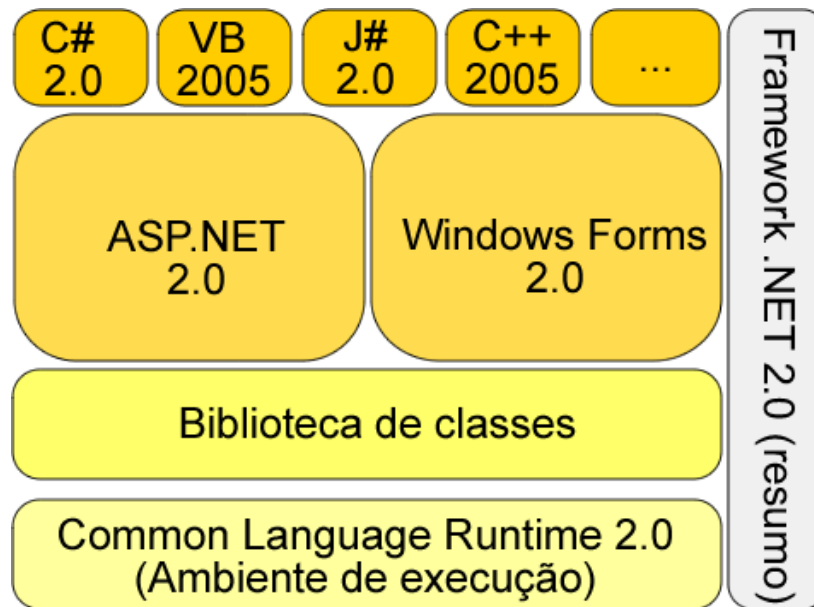 C#
2.0
VB
2005
J#
2.0
C++
2005
...
ASP.NET
2.0
Windows Forms
2.0
Biblioteca de classes
Common Language Runtime 2.0
(Ambiente de execução)
Framework .NET 2.0 (resumo)